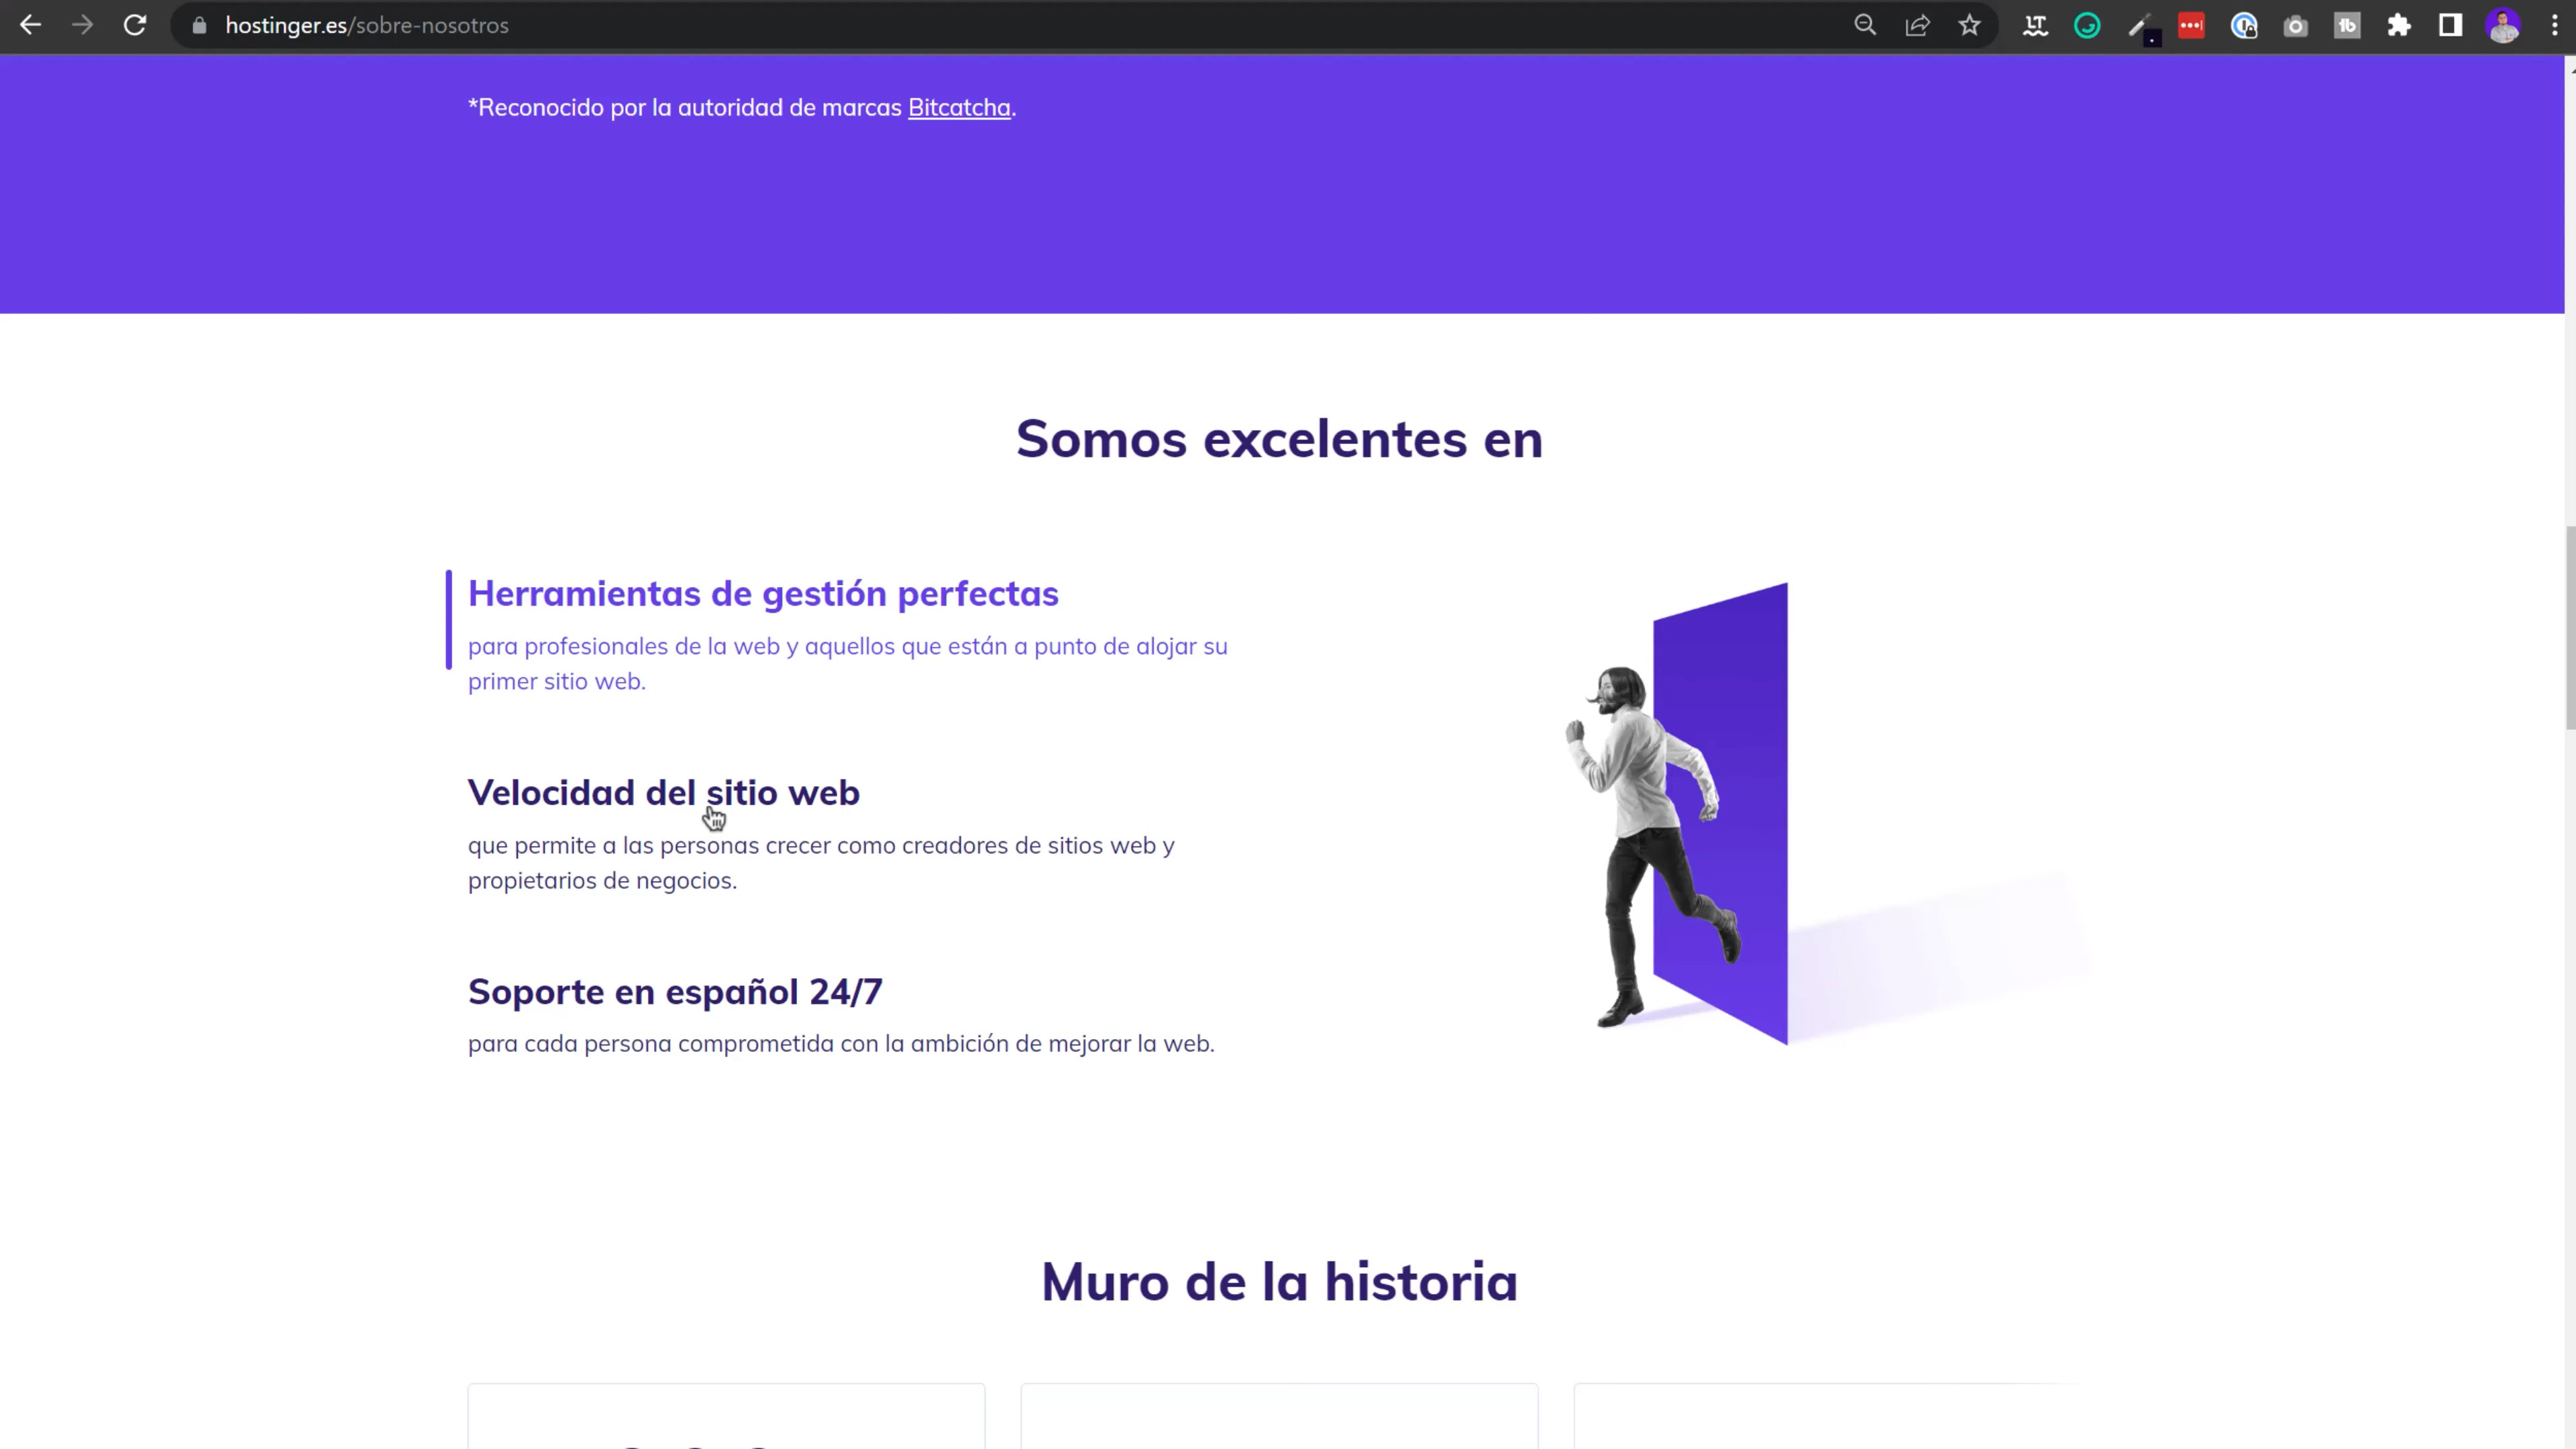 hostinger.es/sobre-nosotros
*Reconocido por la autoridad de marcas Bitcatcha.
Somos excelentes en
Herramientas de gestión perfectas
para profesionales de la web y aquellos que están a punto de alojar su
primer sitio web.
Velocidad del sitio web
que permite a las personas crecer como creadores de sitios web y
propietarios de negocios.
Soporte en español 24/7
para cada persona comprometida con la ambición de mejorar la web.
Muro de la historia